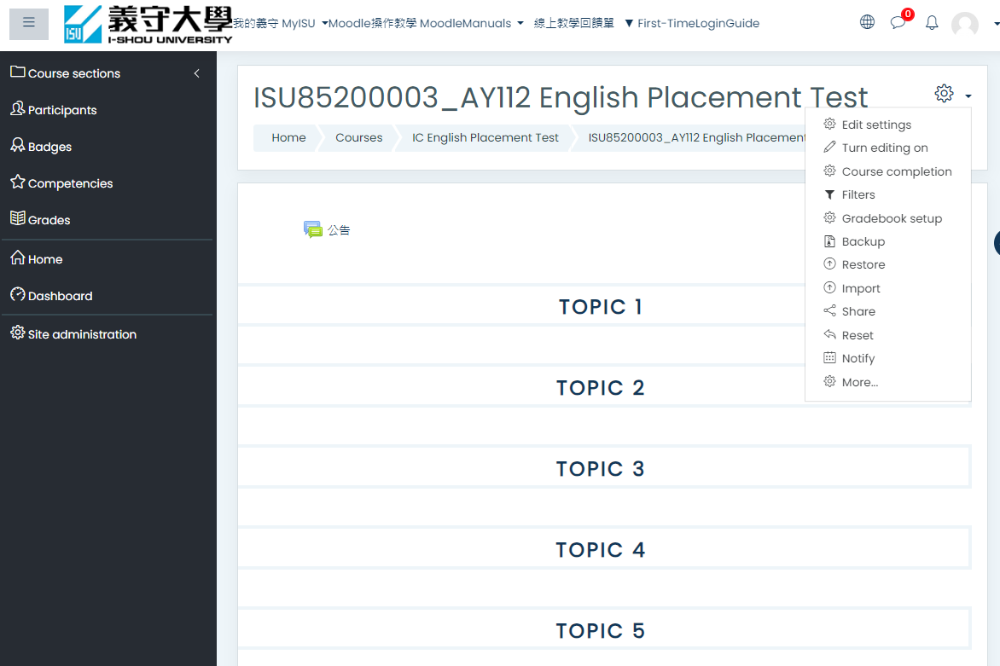 義守大學
ISU I-SHOU UNIVERSITY
我的義守 MyISU Moodle操作教學 MoodleManuals 線上教學回饋單 ▼ First-TimeLoginGuide
0
Course sections
Participants
Badges
Competencies
Grades
Home
Dashboard
Site administration
ISU85200003_AY112 English Placement Test
Home Courses IC English Placement Test ISU85200003_AY112 English Placement
Edit settings
Turn editing on
Course completion
Filters
Gradebook setup
Backup
Restore
Import
Share
Reset
Notify
More...
公告
TOPIC 1
TOPIC 2
TOPIC 3
TOPIC 4
TOPIC 5